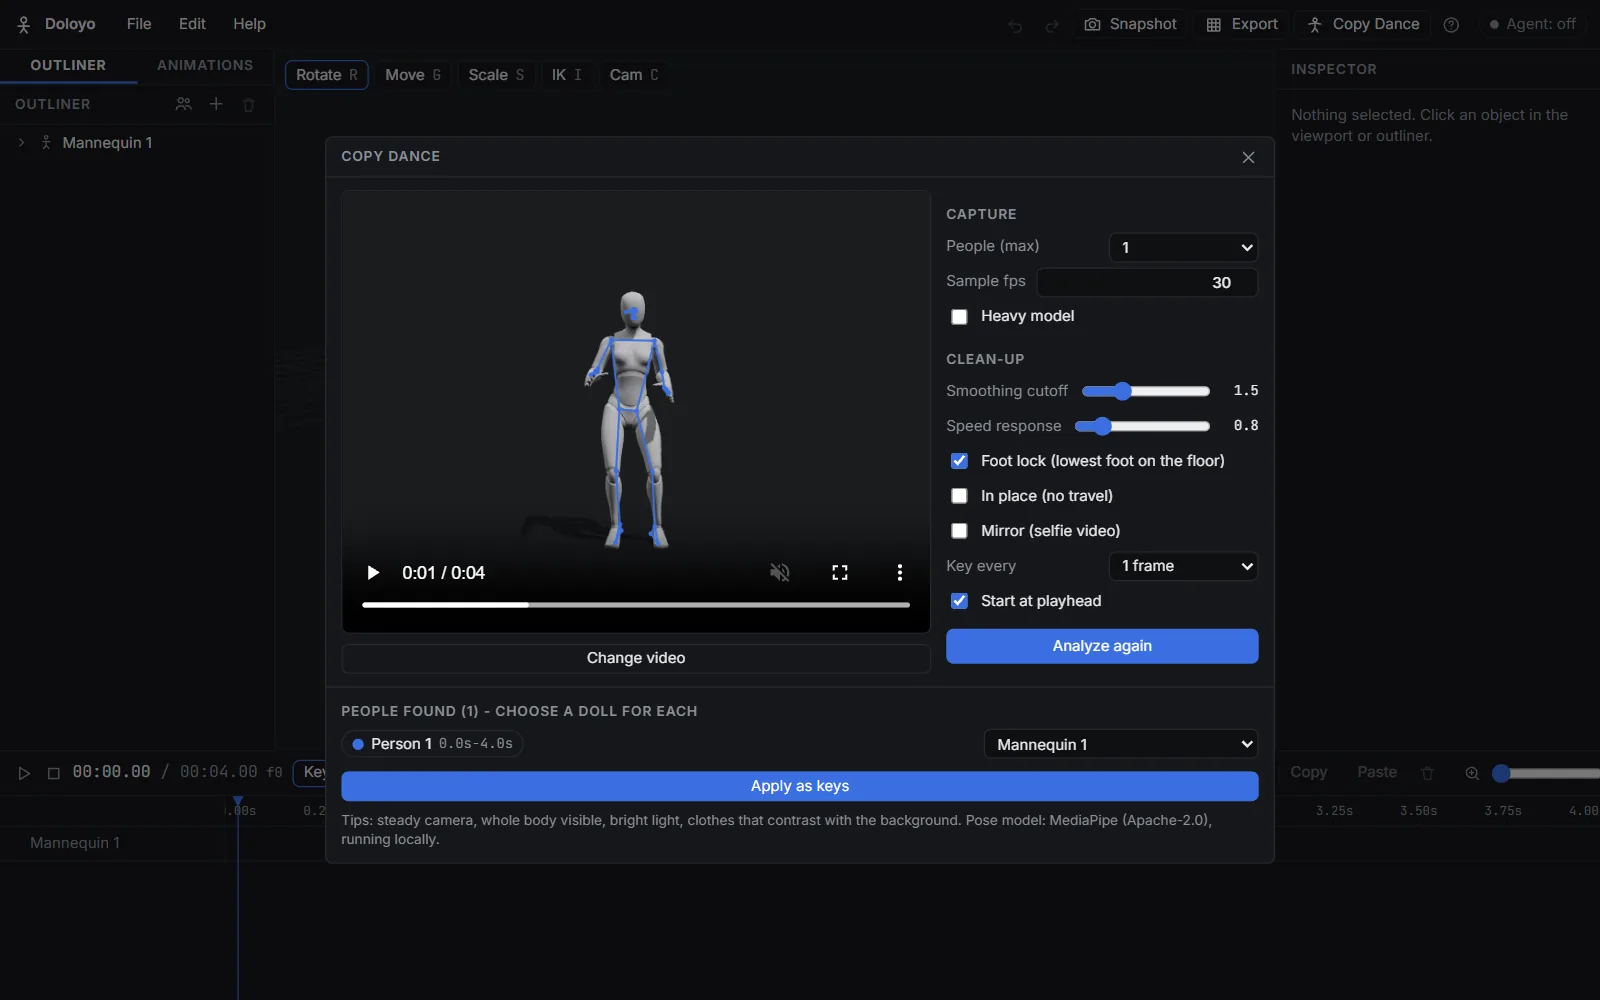 Doloyo File Edit Help Snapshot Export Copy Dance Agent: off
OUTLINER ANIMATIONS
Rotate R Move G Scale S IK I Cam C
INSPECTOR
OUTLINER
Nothing selected. Click an object in the
viewport or outliner.
Mannequin 1
COPY DANCE
CAPTURE
People (max) 1
Sample fps 30
Heavy model
CLEAN-UP
Smoothing cutoff 1.5
Speed response 0.8
Foot lock (lowest foot on the floor)
In place (no travel)
Mirror (selfie video)
Key every 1 frame
Start at playhead
Analyze again
0:01 / 0:04
Change video
PEOPLE FOUND (1) - CHOOSE A DOLL FOR EACH
Person 1 0.0s-4.0s Mannequin 1
Apply as keys
Tips: steady camera, whole body visible, bright light, clothes that contrast with the background. Pose model: MediaPipe (Apache-2.0),
running locally.
00:00.00 / 00:04.00 f0 Key
Copy Paste
.00s 0.2 3.25s 3.50s 3.75s 4.00
Mannequin 1